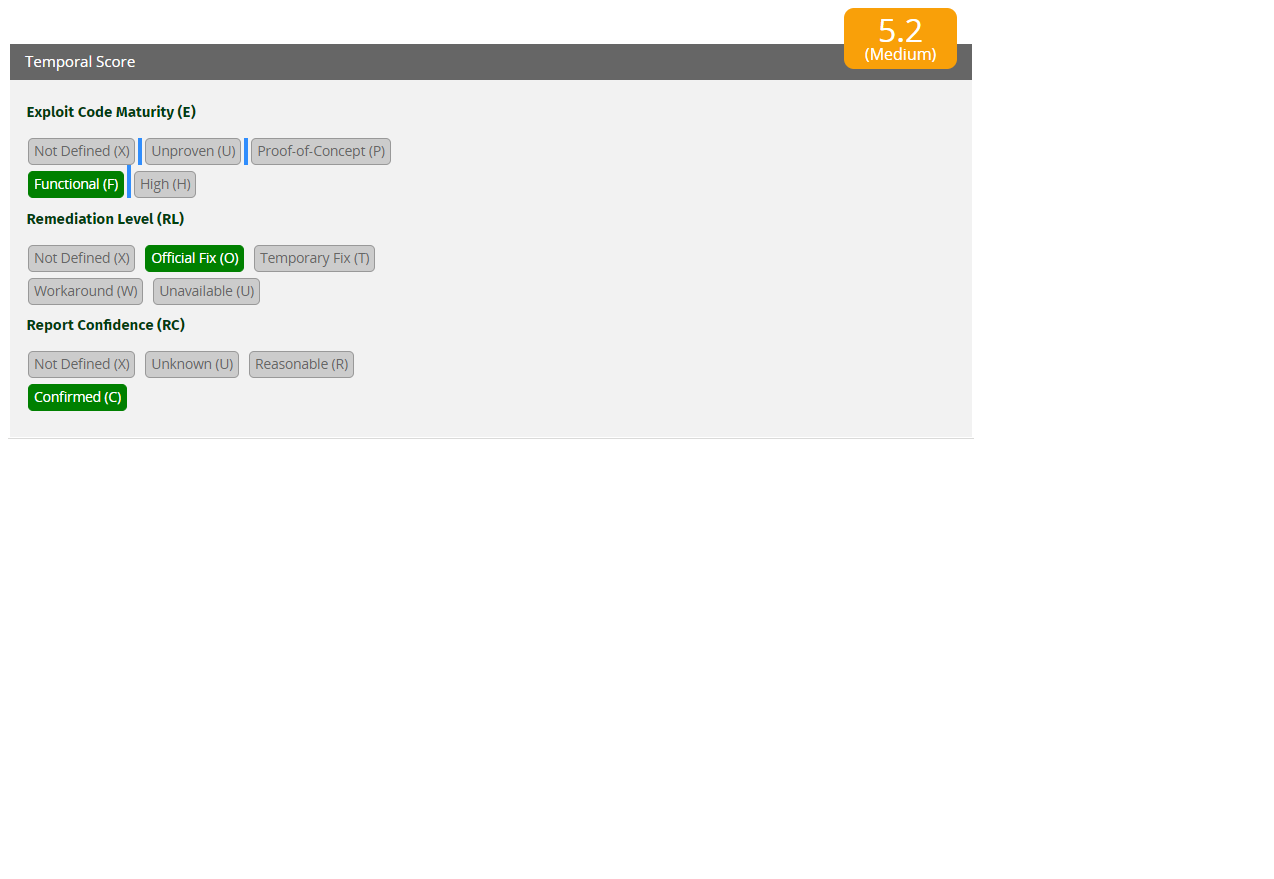 5.2
(Medium)
Temporal Score
Exploit Code Maturity (E)
Not Defined (X) Unproven (U) Proof-of-Concept (P)
Functional (F) High (H)
Remediation Level (RL)
Not Defined (X) Official Fix (O) Temporary Fix (T)
Workaround (W) Unavailable (U)
Report Confidence (RC)
Not Defined (X) Unknown (U) Reasonable (R)
Confirmed (C)